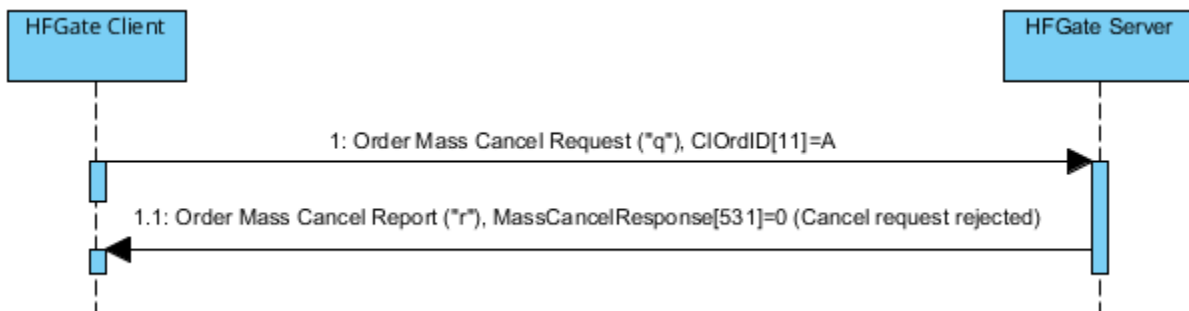 HFGate Client
HFGate Server
1: Order Mass Cancel Request ("q"), ClOrdID[11]=A
1.1: Order Mass Cancel Report ("r"), MassCancelResponse[531]=0 (Cancel request rejected)